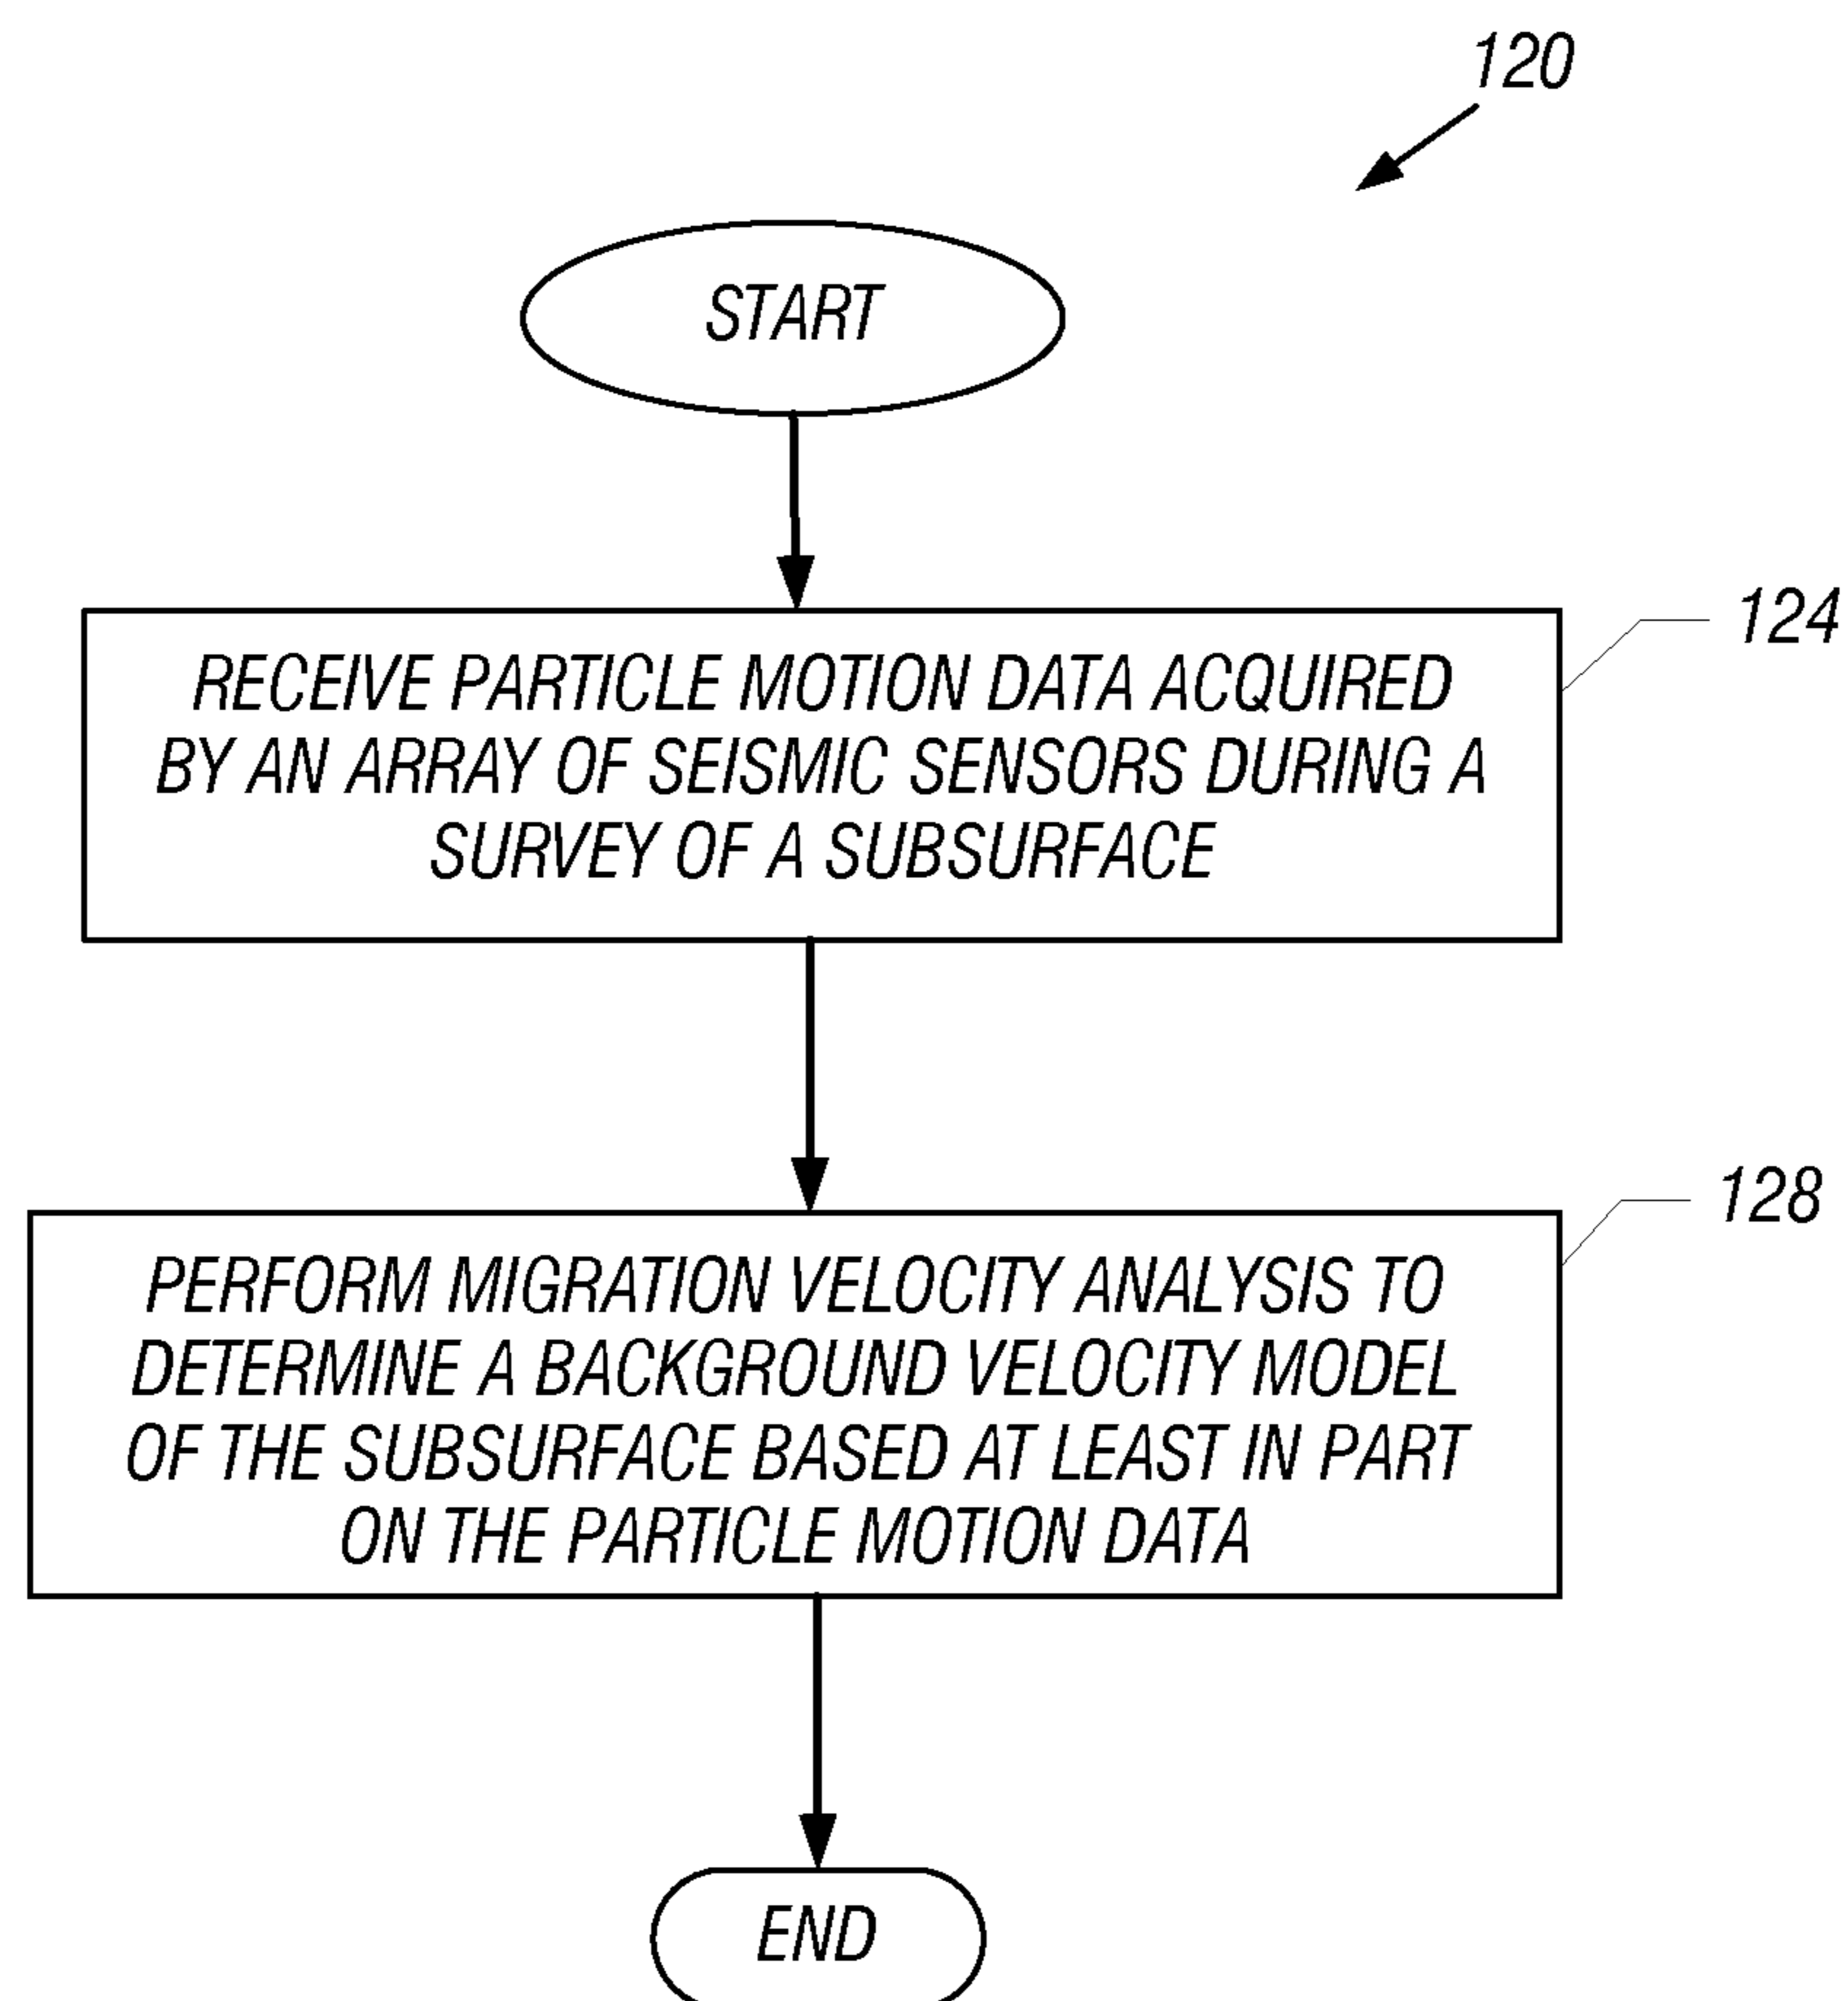 120
START
124
RECEIVE PARTICLE MOTION DATA ACQUIRED
BY AN ARRAY OF SEISMIC SENSORS DURING A
SURVEY OF A SUBSURFACE
128
PERFORM MIGRATION VELOCITY ANALYSIS TO
DETERMINE A BACKGROUND VELOCITY MODEL
OF THE SUBSURFACE BASED AT LEAST IN PART
ON THE PARTICLE MOTION DATA
END